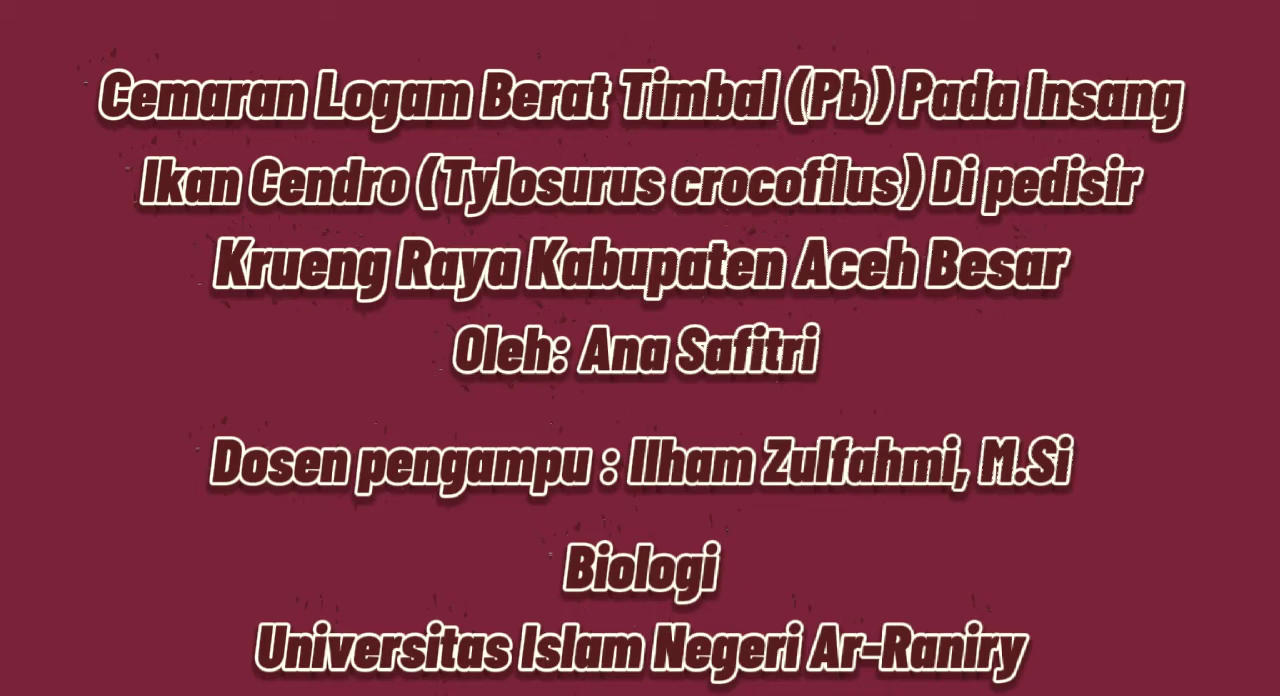 Cemaran Logam Berat Timbal (Pb) Pada Insang
Ikan Cendro (Tylosurus crocofilus) Di pedisir
Krueng Raya Kabupaten Aceh Besar
Oleh: Ana Safitri
Dosen pengampu : Ilham Zulfahmi, M.Si
Biologi
Universitas Islam Negeri Ar-Raniry